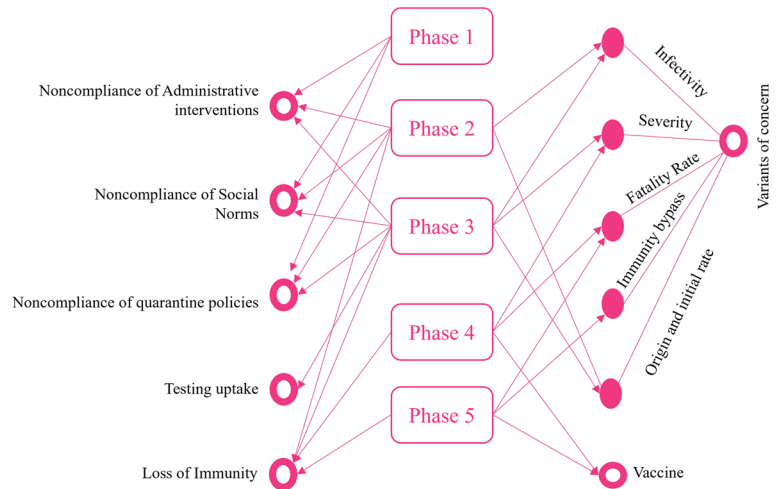 Phase 1
Phase 2
Phase 3
Phase 4
Phase 5
Noncompliance of Administrative
interventions
Noncompliance of Social
Norms
Noncompliance of quarantine policies
Testing uptake
Loss of Immunity
Infectivity
Severity
Fatality Rate
Immunity bypass
Origin and initial rate
Variants of concern
Vaccine